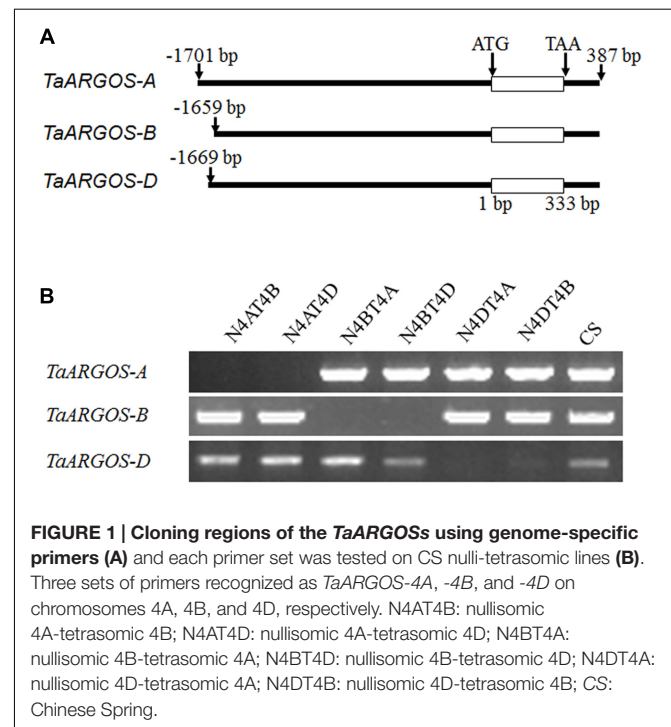 A
-1701 bp
ATG
TAA
387 bp
TaARGOS-A
-1659 bp
TaARGOS-B
-1669 bp
TaARGOS-D
1 bp
333 bp
B
N4AT4B
N4AT4D
N4BT4A
N4BT4D
N4DT4A
N4DT4B
CS
TaARGOS-A
TaARGOS-B
TaARGOS-D
FIGURE 1 | Cloning regions of the TaARGOSs using genome-specific
primers (A) and each primer set was tested on CS nulli-tetrasomic lines (B).
Three sets of primers recognized as TaARGOS-4A, -4B, and -4D on
chromosomes 4A, 4B, and 4D, respectively. N4AT4B: nullisomic
4A-tetrasomic 4B; N4AT4D: nullisomic 4A-tetrasomic 4D; N4BT4A:
nullisomic 4B-tetrasomic 4A; N4BT4D: nullisomic 4B-tetrasomic 4D; N4DT4A:
nullisomic 4D-tetrasomic 4A; N4DT4B: nullisomic 4D-tetrasomic 4B; CS:
Chinese Spring.